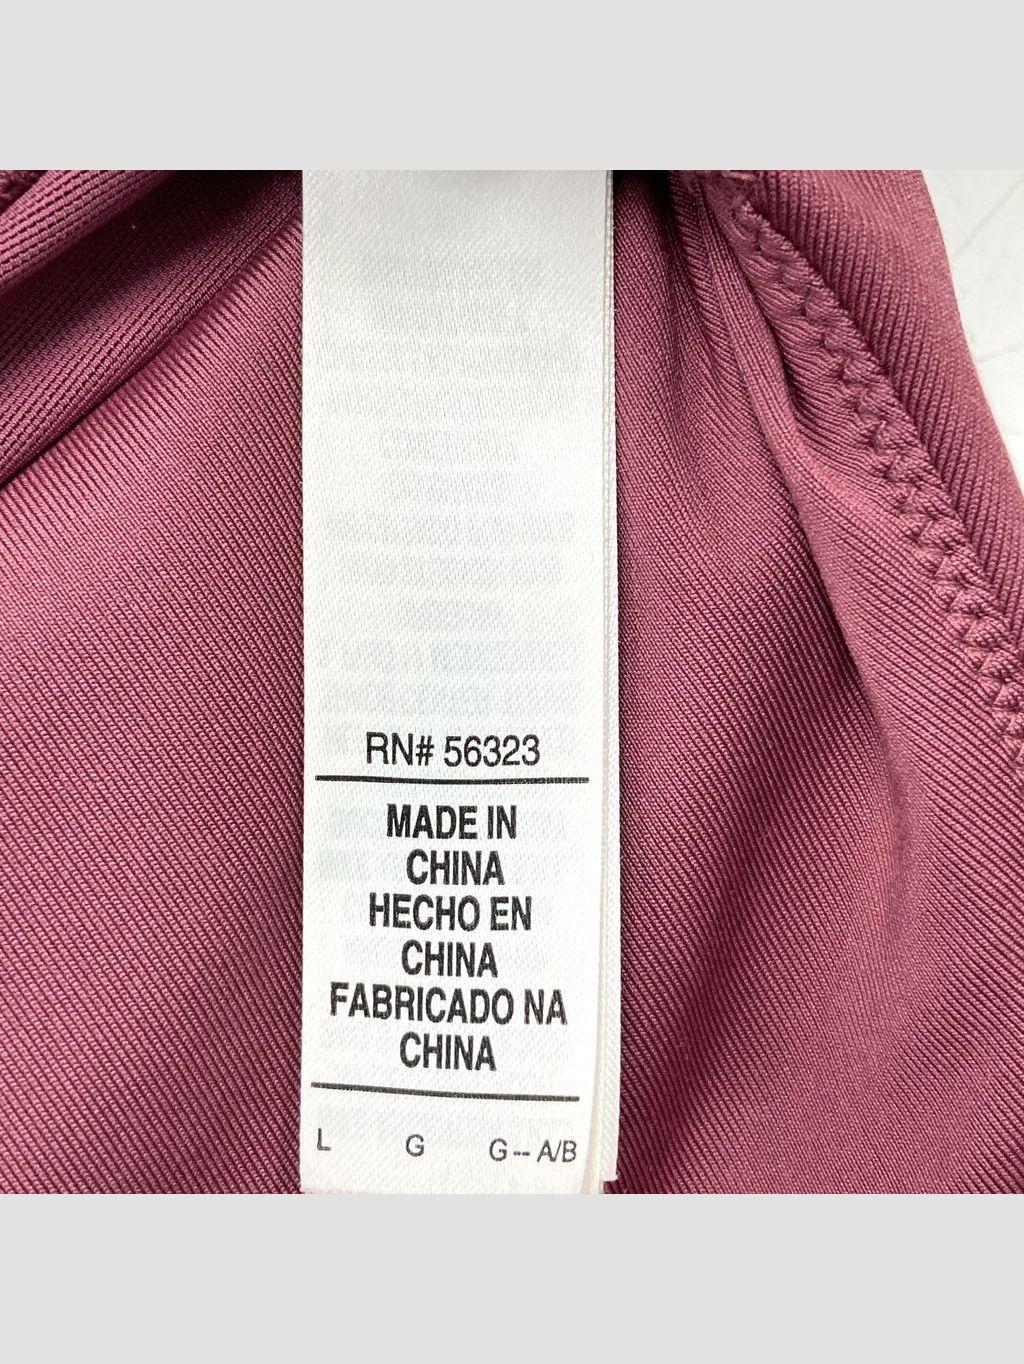 RN# 56323
MADE IN
CHINA
HECHO EN
CHINA
FABRICADO NA
CHINA
L G G -- A/B